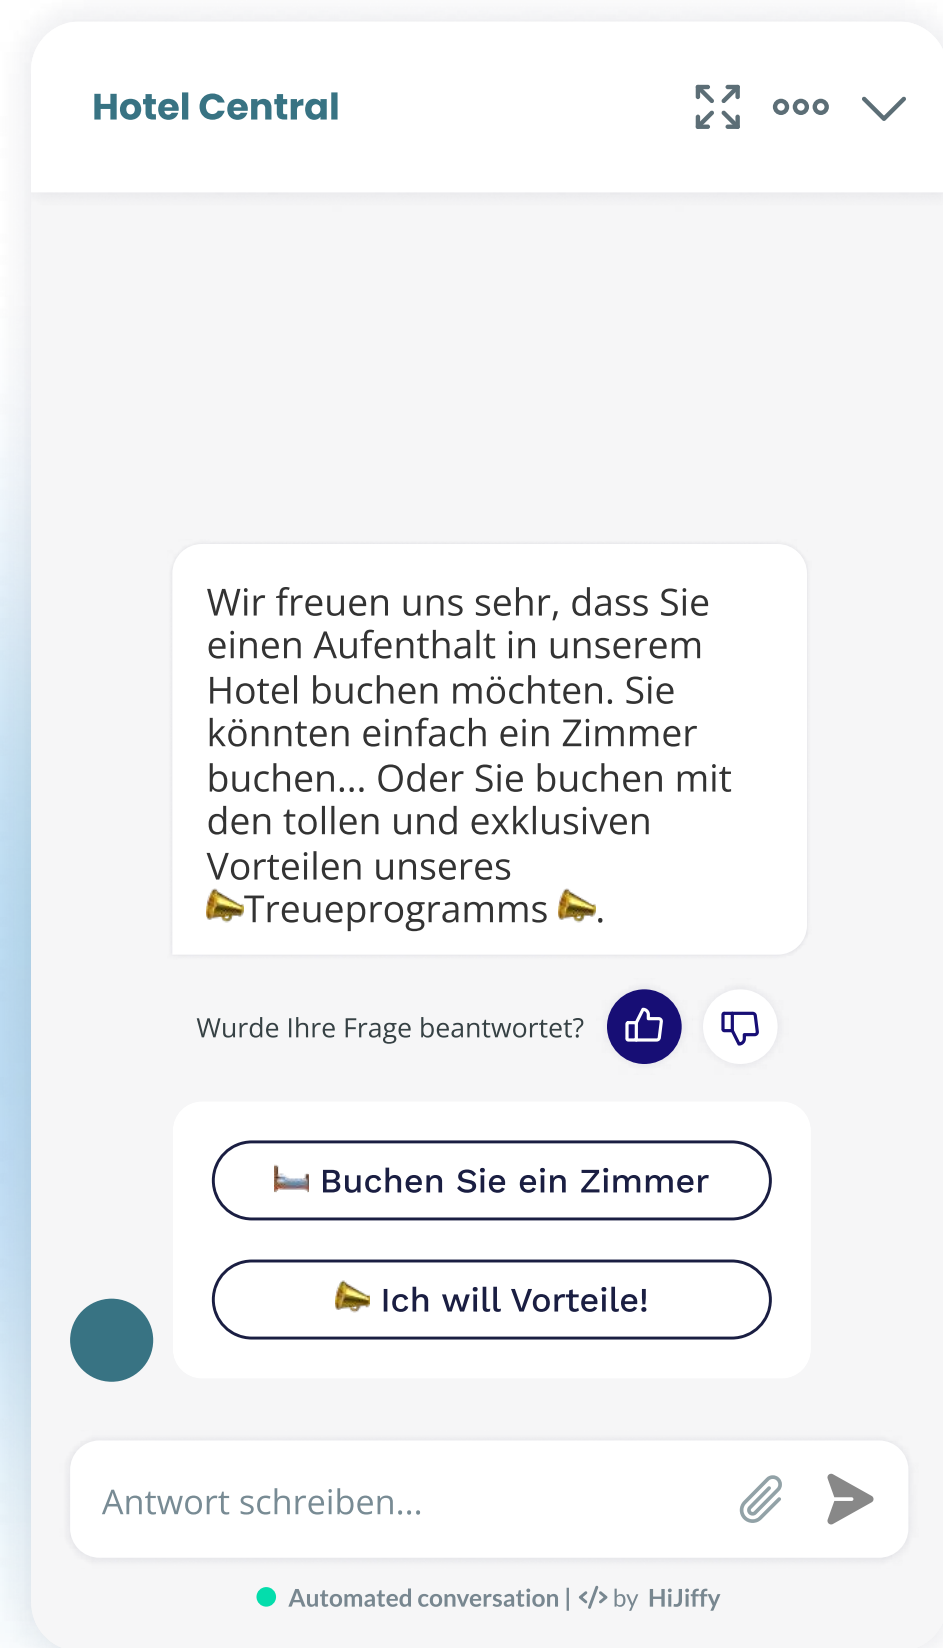 Hotel Central
Wir freuen uns sehr, dass Sie
einen Aufenthalt in unserem
Hotel buchen möchten. Sie
könnten einfach ein Zimmer
buchen... Oder Sie buchen mit
den tollen und exklusiven
Vorteilen unseres
📣Treueprogramms 📣.
Wurde Ihre Frage beantwortet?
🛏️ Buchen Sie ein Zimmer
📣 Ich will Vorteile!
Antwort schreiben...
Automated conversation | </> by HiJiffy